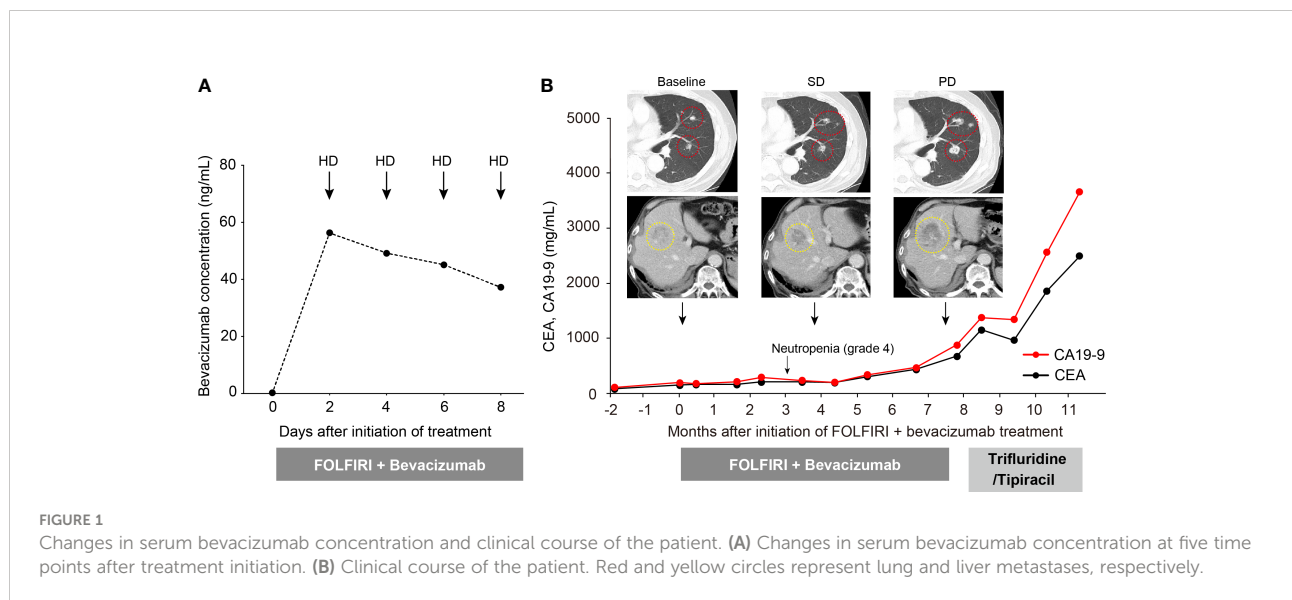 A
Bevacizumab concentration (ng/mL)
80
60
40
20
0
HD HD HD HD
0 2 4 6 8
Days after initiation of treatment
FOLFIRI + Bevacizumab
B
Baseline SD PD
CEA, CA19-9 (mg/mL)
5000
4000
3000
2000
1000
0
Neutropenia (grade 4)
CA19-9
CEA
-2 -1 0 1 2 3 4 5 6 7 8 9 10 11
Months after initiation of FOLFIRI + bevacizumab treatment
FOLFIRI + Bevacizumab
Trifluridine
/Tipiracil
FIGURE 1
Changes in serum bevacizumab concentration and clinical course of the patient. (A) Changes in serum bevacizumab concentration at five time
points after treatment initiation. (B) Clinical course of the patient. Red and yellow circles represent lung and liver metastases, respectively.